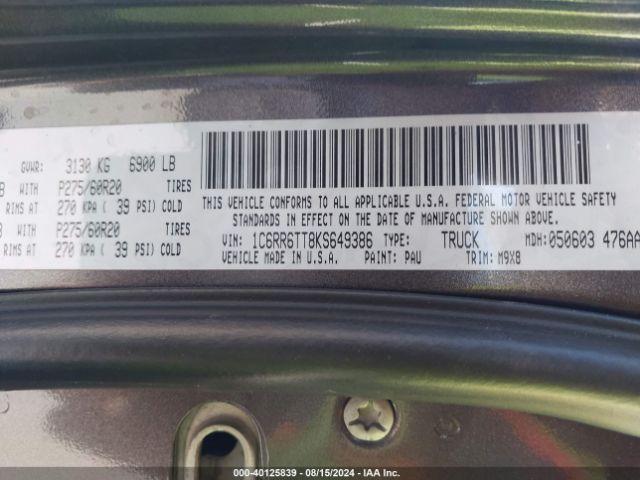 GVWR: 3130 KG 6900 LB
B WITH P275/60R20 TIRES
RIMS AT 270 KPA ( 39 PSI) COLD
B WITH P275/60R20 TIRES
RIMS AT 270 KPA ( 39 PSI) COLD
THIS VEHICLE CONFORMS TO ALL APPLICABLE U.S.A. FEDERAL MOTOR VEHICLE SAFETY
STANDARDS IN EFFECT ON THE DATE OF MANUFACTURE SHOWN ABOVE.
VIN: 1C6RR6TT8KS649386 TYPE: TRUCK MDH: 050603 476AA
VEHICLE MADE IN U.S.A. PAINT: PAU TRIM: M9X8
000-40125839 - 08/15/2024 - IAA Inc.